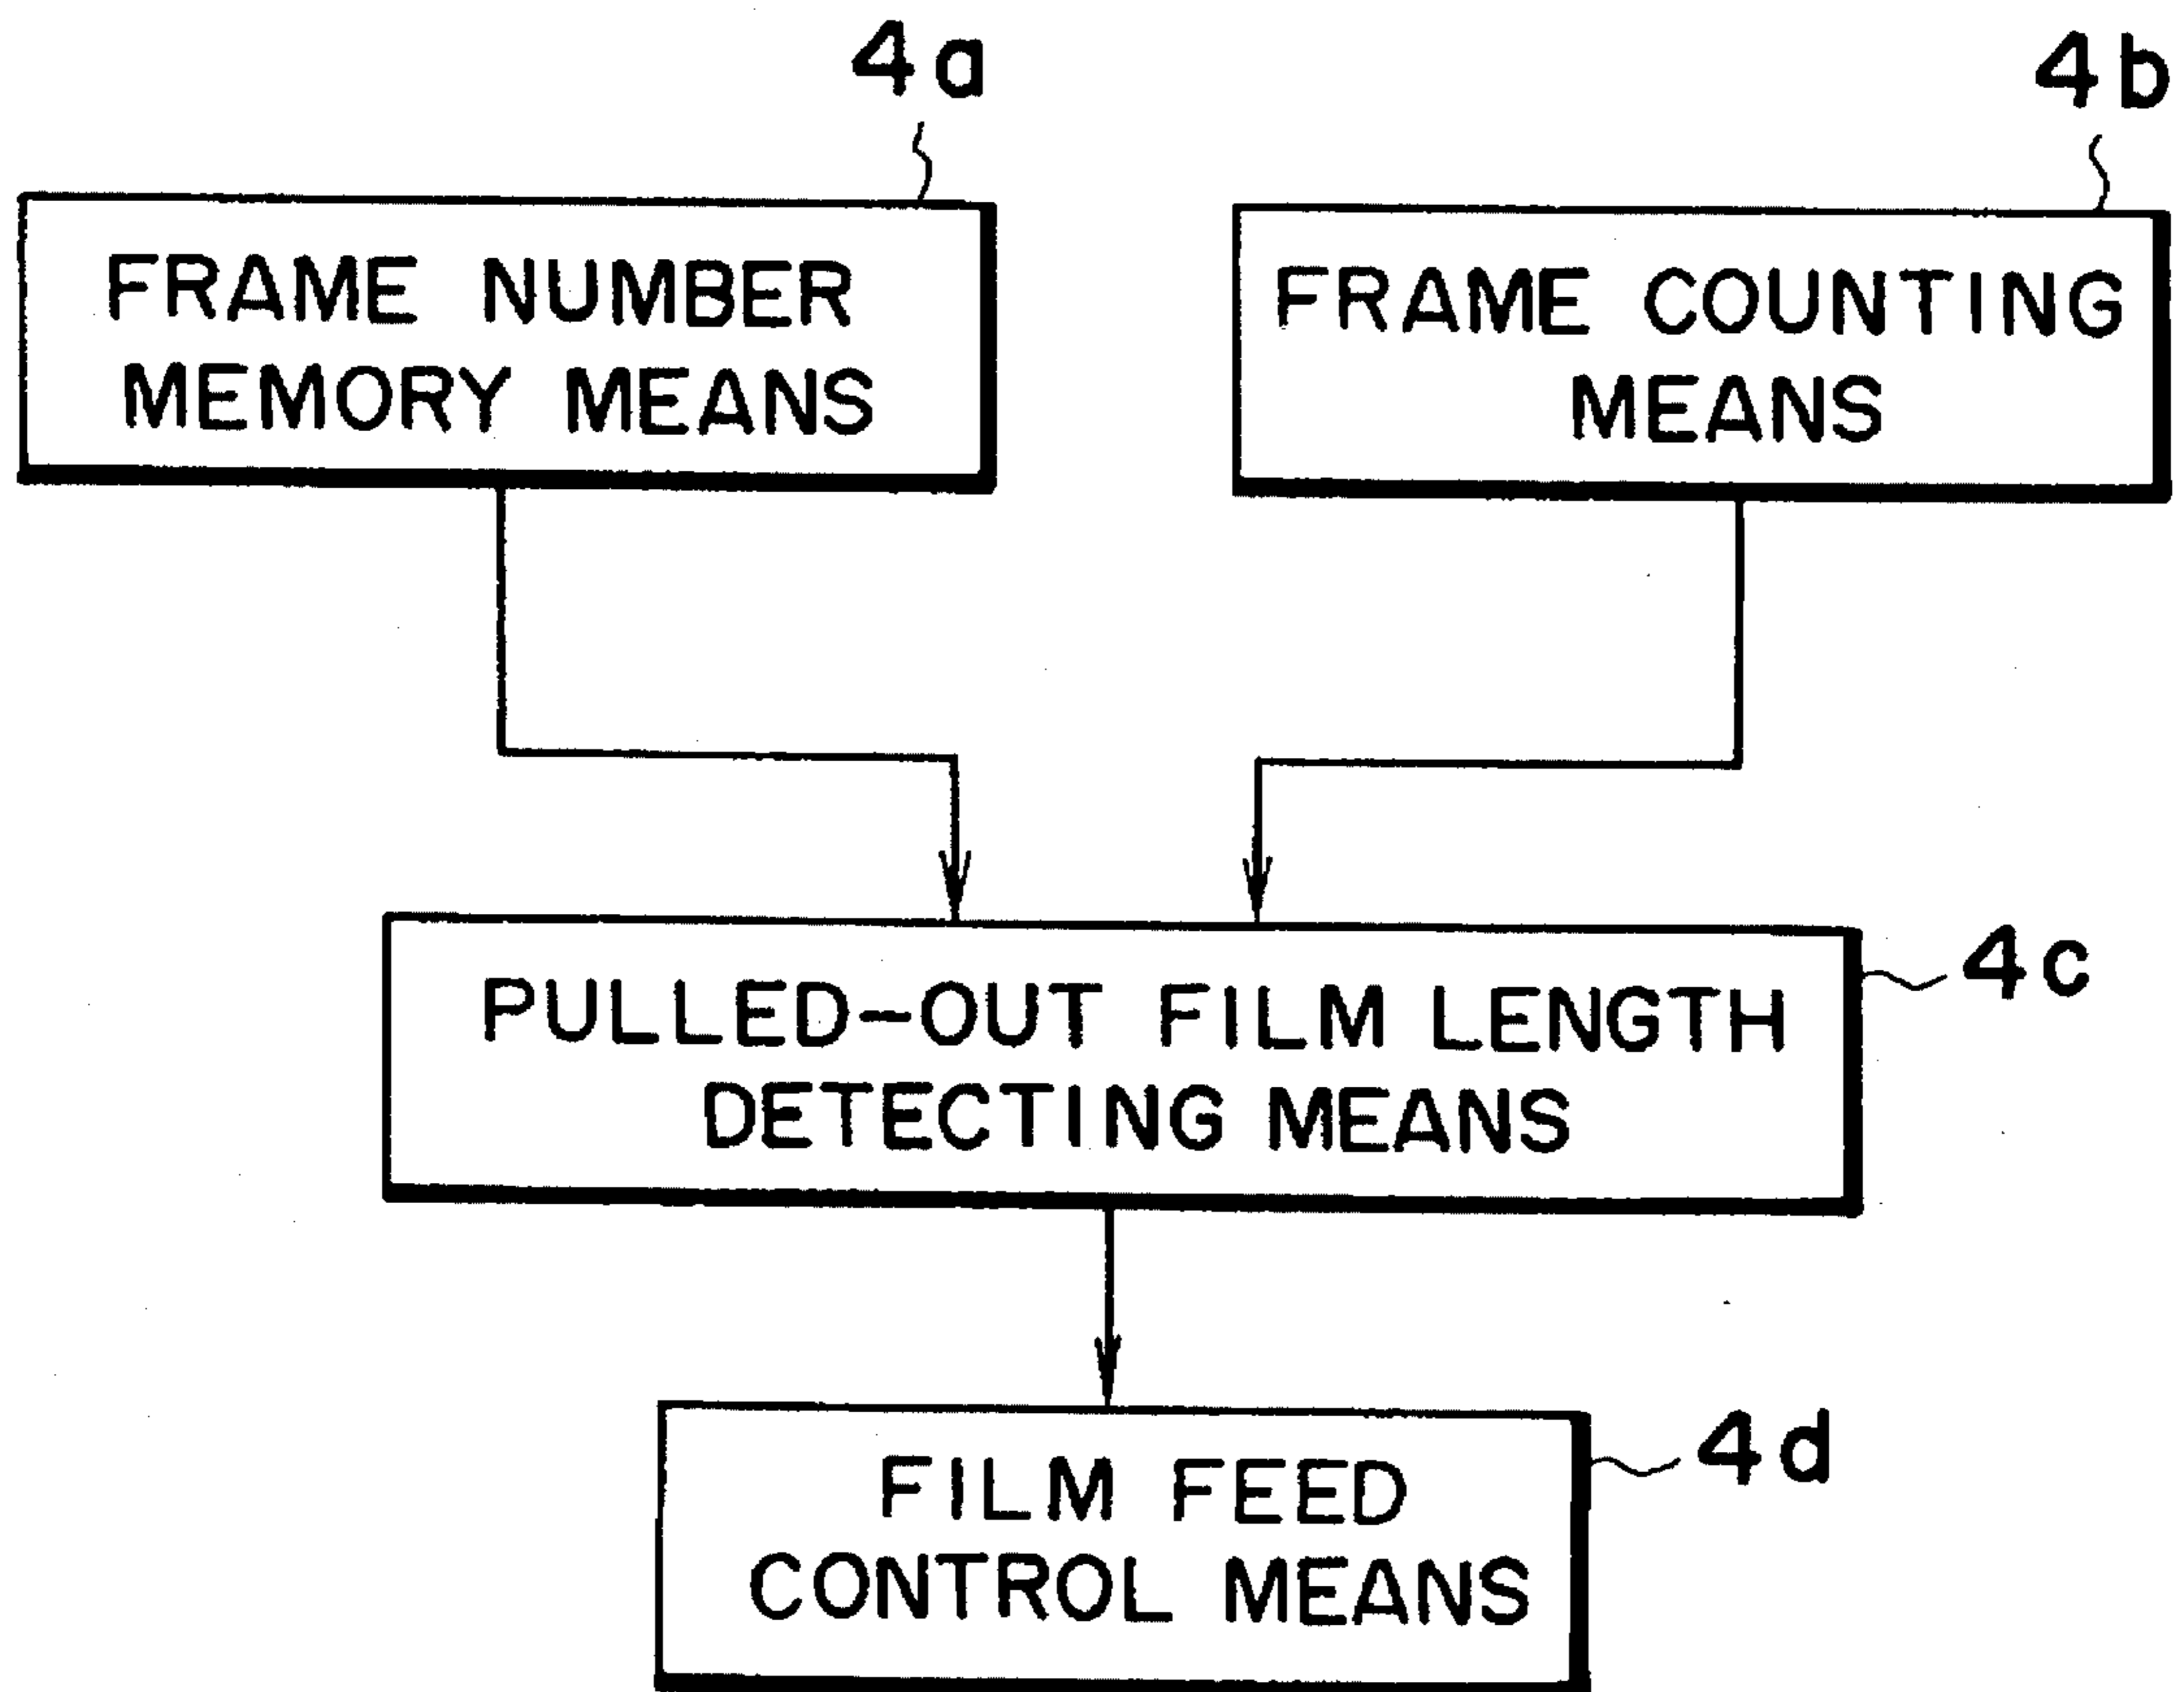 4a
4b
FRAME NUMBER
MEMORY MEANS
FRAME COUNTING
MEANS
PULLED-OUT FILM LENGTH
DETECTING MEANS
4c
FILM FEED
CONTROL MEANS
4d